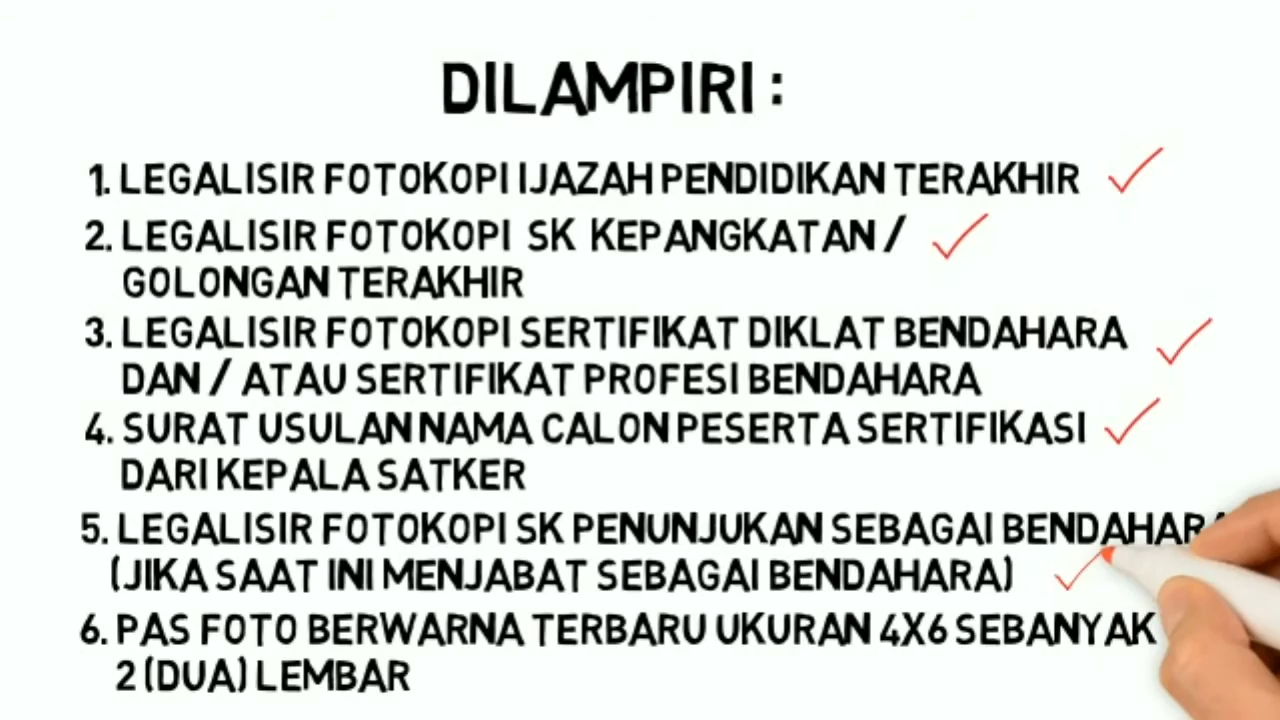 DILAMPIRI :
1. LEGALISIR FOTOKOPI IJAZAH PENDIDIKAN TERAKHIR
2. LEGALISIR FOTOKOPI SK KEPANGKATAN /
GOLONGAN TERAKHIR
3. LEGALISIR FOTOKOPI SERTIFIKAT DIKLAT BENDAHARA
DAN / ATAU SERTIFIKAT PROFESI BENDAHARA
4. SURAT USULAN NAMA CALON PESERTA SERTIFIKASI
DARI KEPALA SATKER
5. LEGALISIR FOTOKOPI SK PENUNJUKAN SEBAGAI BENDAHARA
(JIKA SAAT INI MENJABAT SEBAGAI BENDAHARA)
6. PAS FOTO BERWARNA TERBARU UKURAN 4X6 SEBANYAK
2 (DUA) LEMBAR